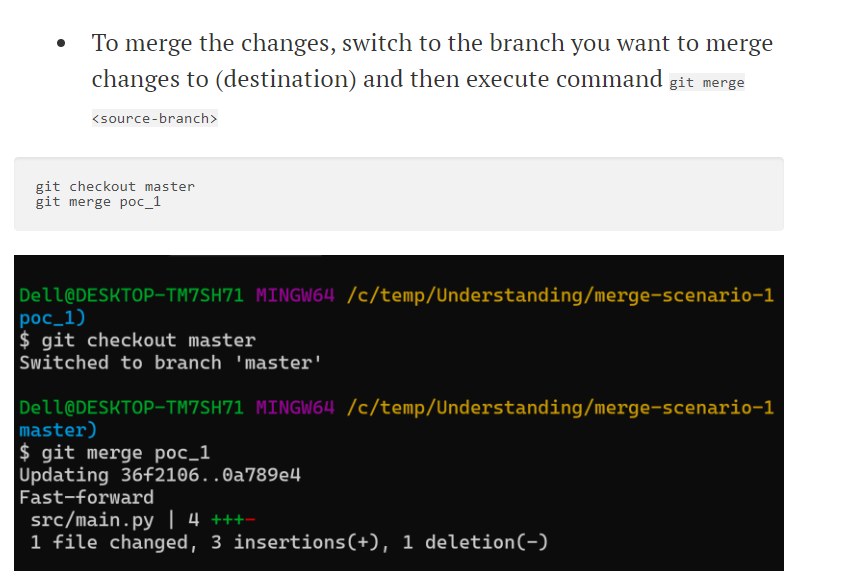 To merge the changes, switch to the branch you want to merge
changes to (destination) and then execute command git merge
<source-branch>
git checkout master
git merge poc_1
Dell@DESKTOP-TM7SH71 MINGW64 /c/temp/Understanding/merge-scenario-1
poc_1)
$ git checkout master
Switched to branch 'master'
Dell@DESKTOP-TM7SH71 MINGW64 /c/temp/Understanding/merge-scenario-1
master)
$ git merge poc_1
Updating 36f2106..0a789e4
Fast-forward
src/main.py | 4 +++-
1 file changed, 3 insertions(+), 1 deletion(-)